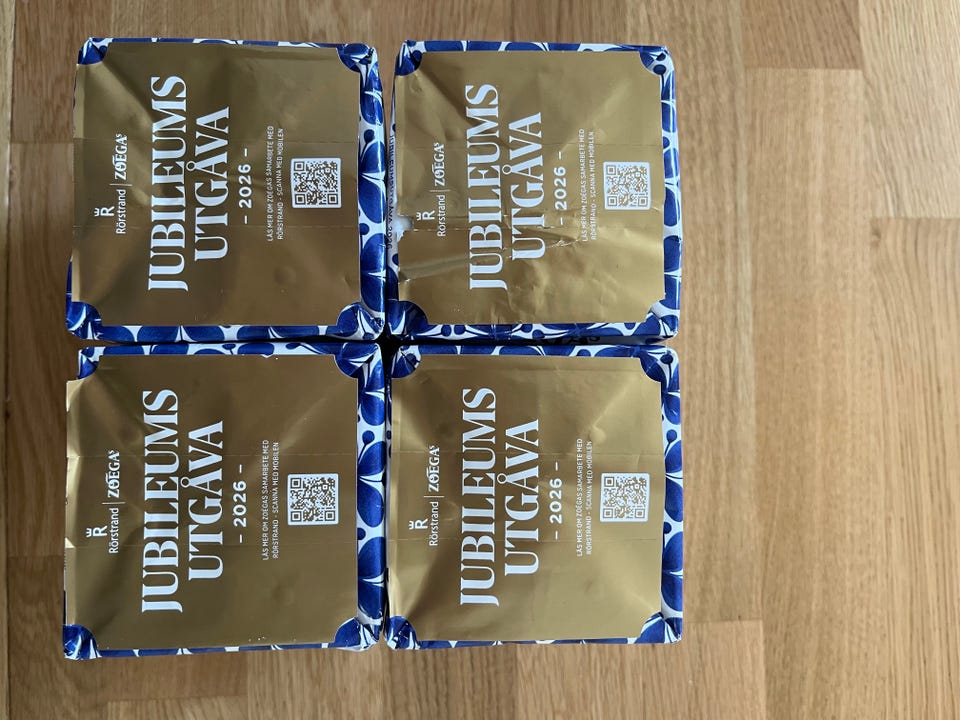 Rörstrand | ZOÉGAS
JUBILEUMS
UTGÅVA
– 2026 –
LÄS MER OM ZOÉGAS SAMARBETE MED
RÖRSTRAND - SCANNA MED MOBILEN
Rörstrand | ZOÉGAS
JUBILEUMS
UTGÅVA
– 2026 –
LÄS MER OM ZOÉGAS SAMARBETE MED
RÖRSTRAND - SCANNA MED MOBILEN
Rörstrand | ZOÉGAS
JUBILEUMS
UTGÅVA
– 2026 –
LÄS MER OM ZOÉGAS SAMARBETE MED
RÖRSTRAND - SCANNA MED MOBILEN
Rörstrand | ZOÉGAS
JUBILEUMS
UTGÅVA
– 2026 –
LÄS MER OM ZOÉGAS SAMARBETE MED
RÖRSTRAND - SCANNA MED MOBILEN